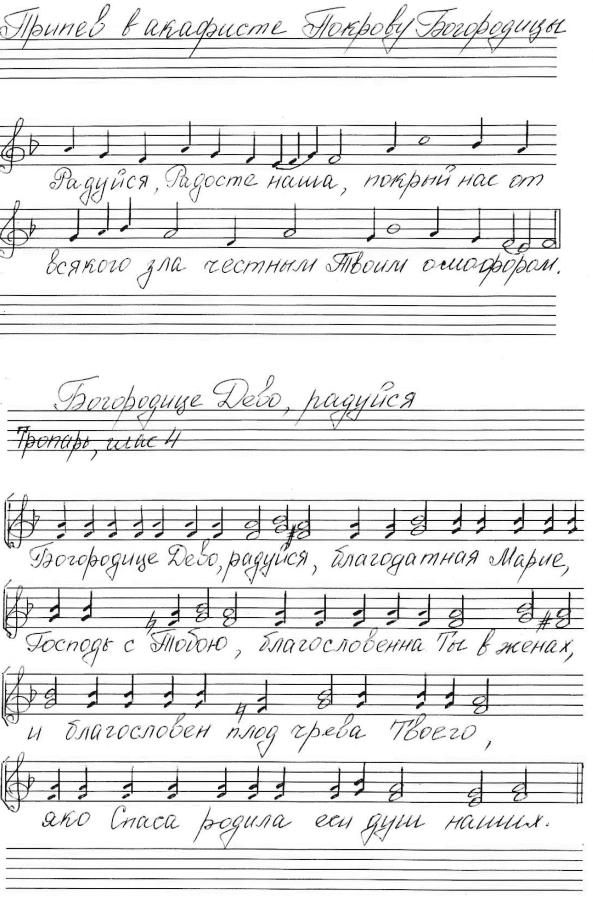 Припев в акафисте Покрову Богородицы
Радуйся, Радосте наша, покрый нас от
всякого зла честным Твоим омофором.
Богородице Дево, радуйся
Тропарь, глас 4
Богородице Дево, радуйся, благодатная Марие,
Господь с Тобою, благословенна Ты в женах,
и благословен плод чрева Твоего,
яко Спаса родила еси душ наших.